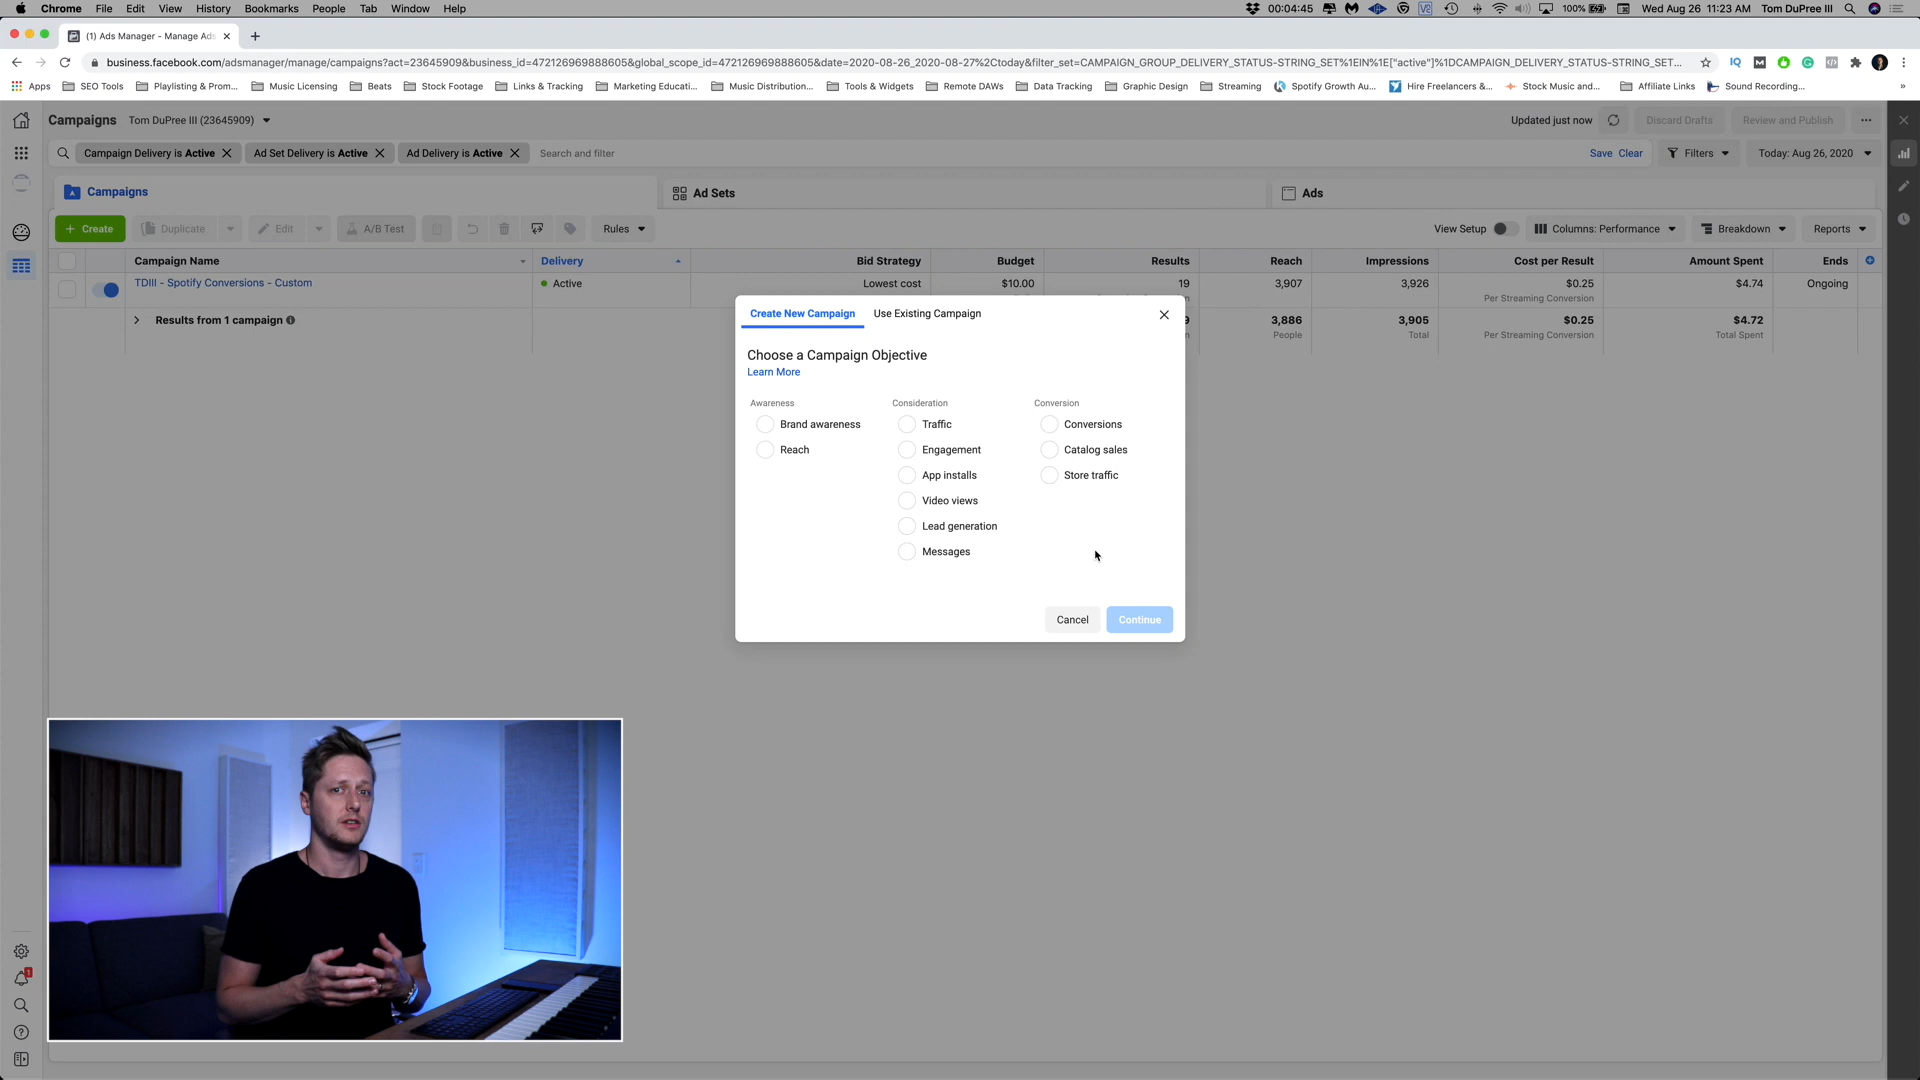 Chrome File Edit View History Bookmarks People Tab Window Help 00:04:45 100% Wed Aug 26 11:23 AM Tom DuPree III
(1) Ads Manager - Manage Ads
business.facebook.com/adsmanager/manage/campaigns?act=23645909&business_id=472126969888605&global_scope_id=472126969888605&date=2020-08-26_2020-08-27%2Ctoday&filter_set=CAMPAIGN_GROUP_DELIVERY_STATUS-STRING_SET%1EIN%1E["active"]%1DCAMPAIGN_DELIVERY_STATUS-STRING_SET...
Apps SEO Tools Playlisting & Prom... Music Licensing Beats Stock Footage Links & Tracking Marketing Educati... Music Distribution... Tools & Widgets Remote DAWs Data Tracking Graphic Design Streaming Spotify Growth Au... Hire Freelancers &... Stock Music and... Affiliate Links Sound Recording... »
Campaigns Tom DuPree III (23645909) Updated just now Discard Drafts Review and Publish
Campaign Delivery is Active Ad Set Delivery is Active Ad Delivery is Active Search and filter Save Clear Filters Today: Aug 26, 2020
Campaigns Ad Sets Ads
+ Create Duplicate Edit A/B Test Rules View Setup Columns: Performance Breakdown Reports
Campaign Name Delivery Bid Strategy Budget Results Reach Impressions Cost per Result Amount Spent Ends
TDIII - Spotify Conversions - Custom Active Lowest cost $10.00 19 3,907 3,926 $0.25 $4.74 Ongoing
Per Streaming Conversion
Results from 1 campaign 9 3,886 3,905 $0.25 $4.72
People Total Per Streaming Conversion Total Spent
Create New Campaign Use Existing Campaign
Choose a Campaign Objective
Learn More
Awareness Consideration Conversion
Brand awareness Traffic Conversions
Reach Engagement Catalog sales
App installs Store traffic
Video views
Lead generation
Messages
Cancel Continue
1